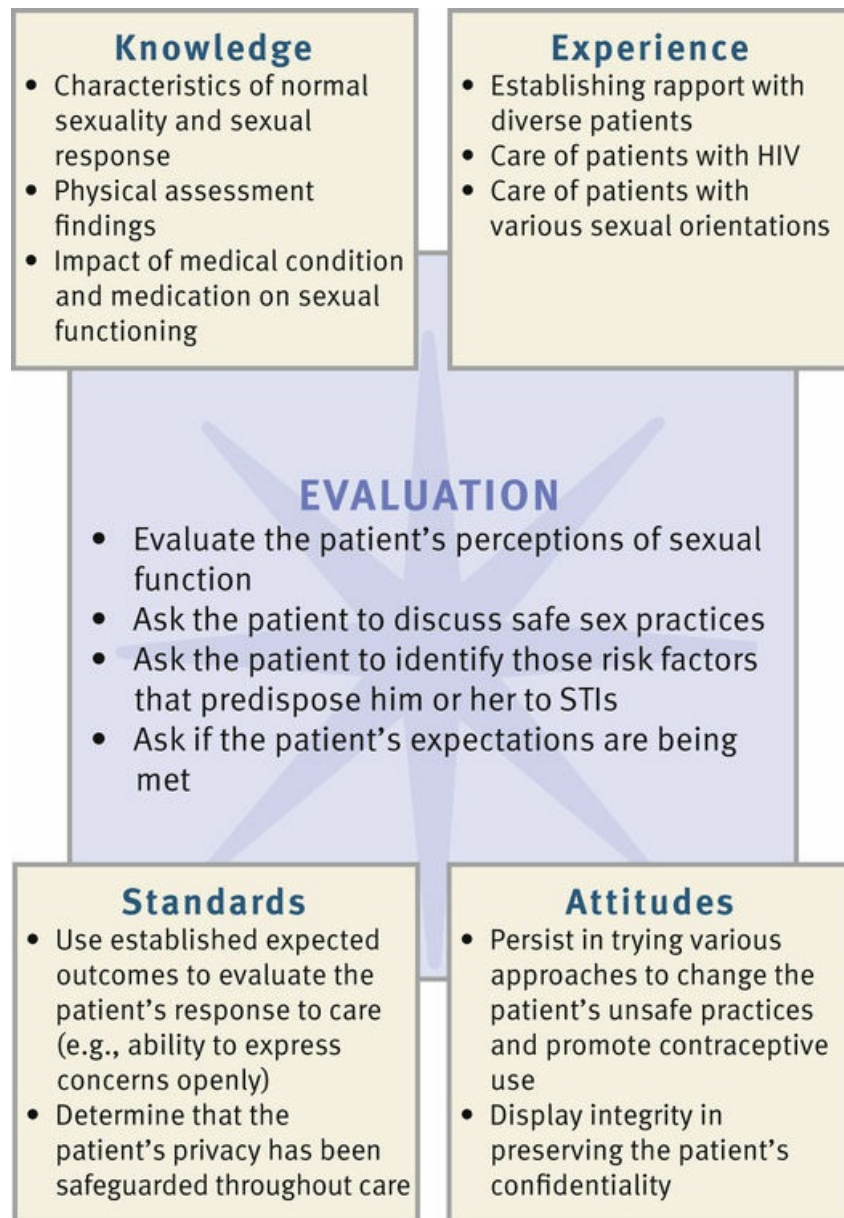 Knowledge
• Characteristics of normal
sexuality and sexual
response
• Physical assessment
findings
• Impact of medical condition
and medication on sexual
functioning
Experience
• Establishing rapport with
diverse patients
• Care of patients with HIV
• Care of patients with
various sexual orientations
EVALUATION
• Evaluate the patient’s perceptions of sexual
function
• Ask the patient to discuss safe sex practices
• Ask the patient to identify those risk factors
that predispose him or her to STIs
• Ask if the patient’s expectations are being
met
Standards
• Use established expected
outcomes to evaluate the
patient’s response to care
(e.g., ability to express
concerns openly)
• Determine that the
patient’s privacy has been
safeguarded throughout care
Attitudes
• Persist in trying various
approaches to change the
patient’s unsafe practices
and promote contraceptive
use
• Display integrity in
preserving the patient’s
confidentiality